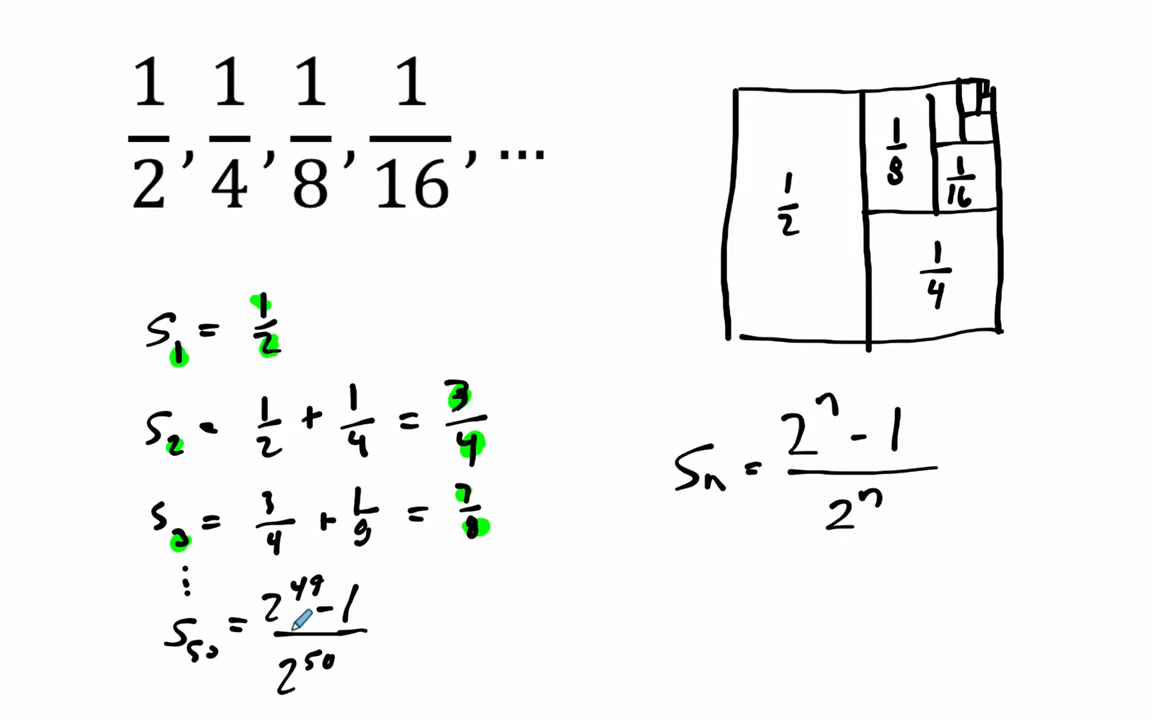 1/2, 1/4, 1/8, 1/16, ...
S1 = 1/2
S2 = 1/2 + 1/4 = 3/4
S3 = 3/4 + 1/8 = 7/8
⋮
S50 = (2^49 - 1)/2^50
1/2
1/8
1/16
1/4
Sn = (2^n - 1)/2^n